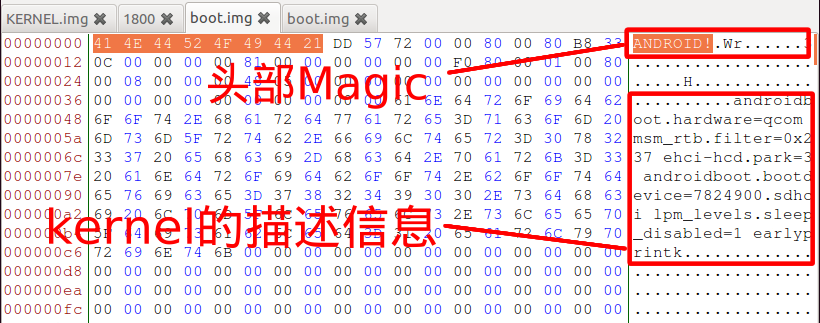 KERNEL.img 1800 boot.img boot.img
00000000 41 4E 44 52 4F 49 44 21 DD 57 72 00 00 80 00 80 B8 33 ANDROID!.Wr......3
00000012 0C 00 00 00 00 81 00 00 00 00 00 00 F0 80 00 01 00 80 ..................
00000024 00 08 00 00 00 00 00 00 00 00 00 00 .....H............
头部Magic
00000036 00 00 00 00 00 00 00 00 61 6E 64 72 6F 69 64 62 ..........androidb
00000048 6F 6F 74 2E 68 61 72 64 77 61 72 65 3D 71 63 6F 6D 20 oot.hardware=qcom
0000005a 6D 73 6D 5F 72 74 62 2E 66 69 6C 74 65 72 3D 30 78 32 msm_rtb.filter=0x2
0000006c 33 37 20 65 68 63 69 2D 68 63 64 2E 70 61 72 6B 3D 33 37 ehci-hcd.park=3
0000007e 20 61 6E 64 72 6F 69 64 62 6F 6F 74 2E 62 6F 6F 74 64 androidboot.bootd
00000090 65 76 69 63 65 3D 37 38 32 34 39 30 30 2E 73 64 68 63 evice=7824900.sdhc
69 20 2E 73 6C 65 65 70 i lpm_levels.sleep
kernel的描述信息
65 61 72 6C 79 70 _disabled=1 earlyp
000000c6 72 69 6E 74 6B 00 00 00 00 00 00 00 00 00 00 00 00 00 rintk.............
000000d8 00 00 00 00 00 00 00 00 00 00 00 00 00 00 00 00 00 00 ..................
000000ea 00 00 00 00 00 00 00 00 00 00 00 00 00 00 00 00 00 00 ..................
000000fc 00 00 00 00 00 00 00 00 00 00 00 00 00 00 00 00 00 00 ..................